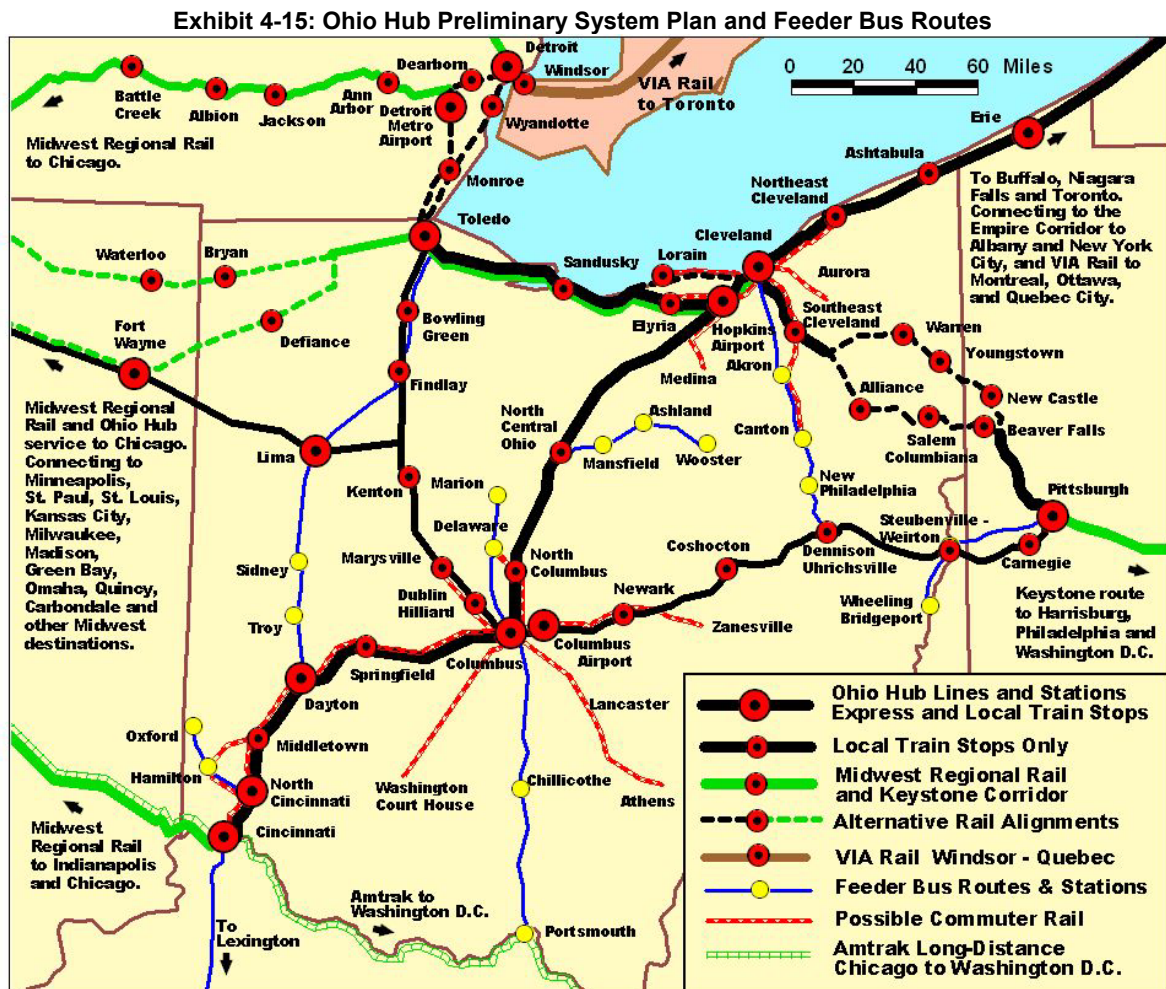 Exhibit 4-15: Ohio Hub Preliminary System Plan and Feeder Bus Routes
Detroit
Dearborn
Windsor
Battle
Creek
Albion
Jackson
Ann
Arbor
Detroit
Metro
Airport
Wyandotte
VIA Rail
to Toronto
0 20 40 60 Miles
Erie
Midwest Regional Rail
to Chicago.
Monroe
Ashtabula
Northeast
Cleveland
To Buffalo, Niagara
Falls and Toronto.
Connecting to the
Empire Corridor to
Albany and New York
City, and VIA Rail to
Montreal, Ottawa,
and Quebec City.
Toledo
Cleveland
Waterloo
Bryan
Sandusky
Lorain
Aurora
Fort
Wayne
Defiance
Bowling
Green
Elyria
Hopkins
Airport
Southeast
Cleveland
Warren
Youngstown
Findlay
Medina
Akron
Alliance
New Castle
Midwest Regional
Rail and Ohio Hub
service to Chicago.
Connecting to
Minneapolis,
St. Paul, St. Louis,
Kansas City,
Milwaukee,
Madison,
Green Bay,
Omaha, Quincy,
Carbondale and
other Midwest
destinations.
Lima
North
Central
Ohio
Ashland
Mansfield
Wooster
Canton
Salem
Columbiana
Beaver Falls
Kenton
Marion
New
Philadelphia
Pittsburgh
Delaware
Steubenville -
Weirton
Sidney
Marysville
North
Columbus
Coshocton
Dennison
Uhrichsville
Carnegie
Dublin
Hilliard
Newark
Wheeling
Bridgeport
Keystone route
to Harrisburg,
Philadelphia and
Washington D.C.
Troy
Springfield
Columbus
Columbus
Airport
Zanesville
Dayton
Lancaster
Oxford
Middletown
Hamilton
North
Cincinnati
Washington
Court House
Chillicothe
Athens
Cincinnati
Midwest
Regional Rail
to Indianapolis
and Chicago.
Amtrak to
Washington D.C.
To
Lexington
Portsmouth
Ohio Hub Lines and Stations
Express and Local Train Stops
Local Train Stops Only
Midwest Regional Rail
and Keystone Corridor
Alternative Rail Alignments
VIA Rail Windsor - Quebec
Feeder Bus Routes & Stations
Possible Commuter Rail
Amtrak Long-Distance
Chicago to Washington D.C.